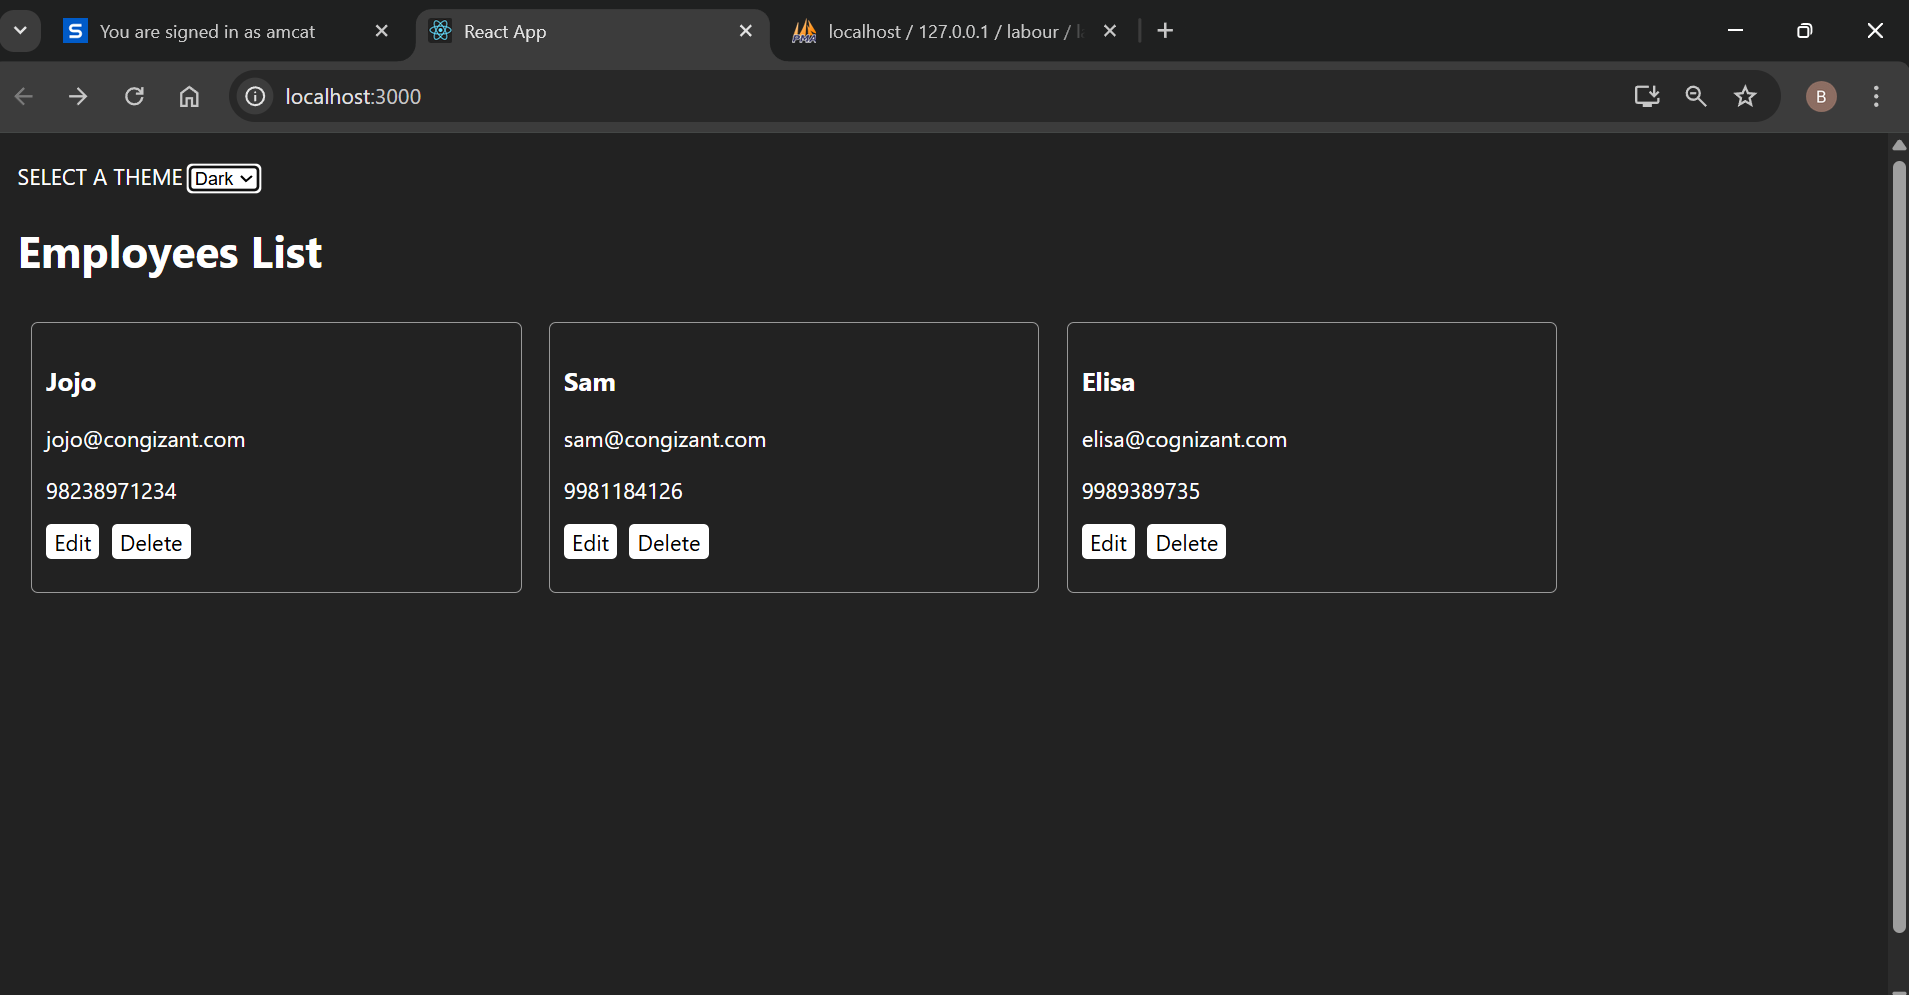 S You are signed in as amcat
React App
localhost / 127.0.0.1 / labour /
localhost:3000
B
SELECT A THEME Dark
Employees List
Jojo
jojo@congizant.com
98238971234
Edit Delete
Sam
sam@congizant.com
9981184126
Edit Delete
Elisa
elisa@cognizant.com
9989389735
Edit Delete